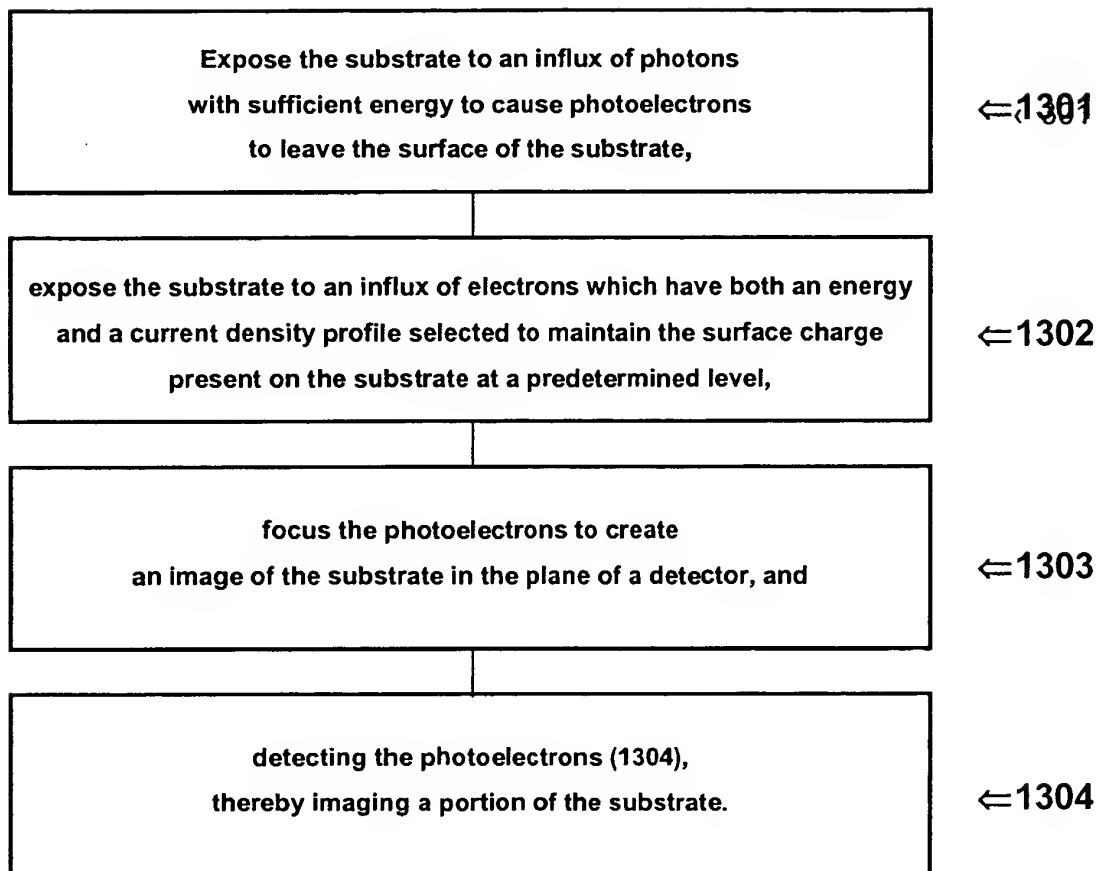 Expose the substrate to an influx of photons
with sufficient energy to cause photoelectrons
to leave the surface of the substrate,
⇐1301
expose the substrate to an influx of electrons which have both an energy
and a current density profile selected to maintain the surface charge
present on the substrate at a predetermined level,
⇐1302
focus the photoelectrons to create
an image of the substrate in the plane of a detector, and
⇐1303
detecting the photoelectrons (1304),
thereby imaging a portion of the substrate.
⇐1304